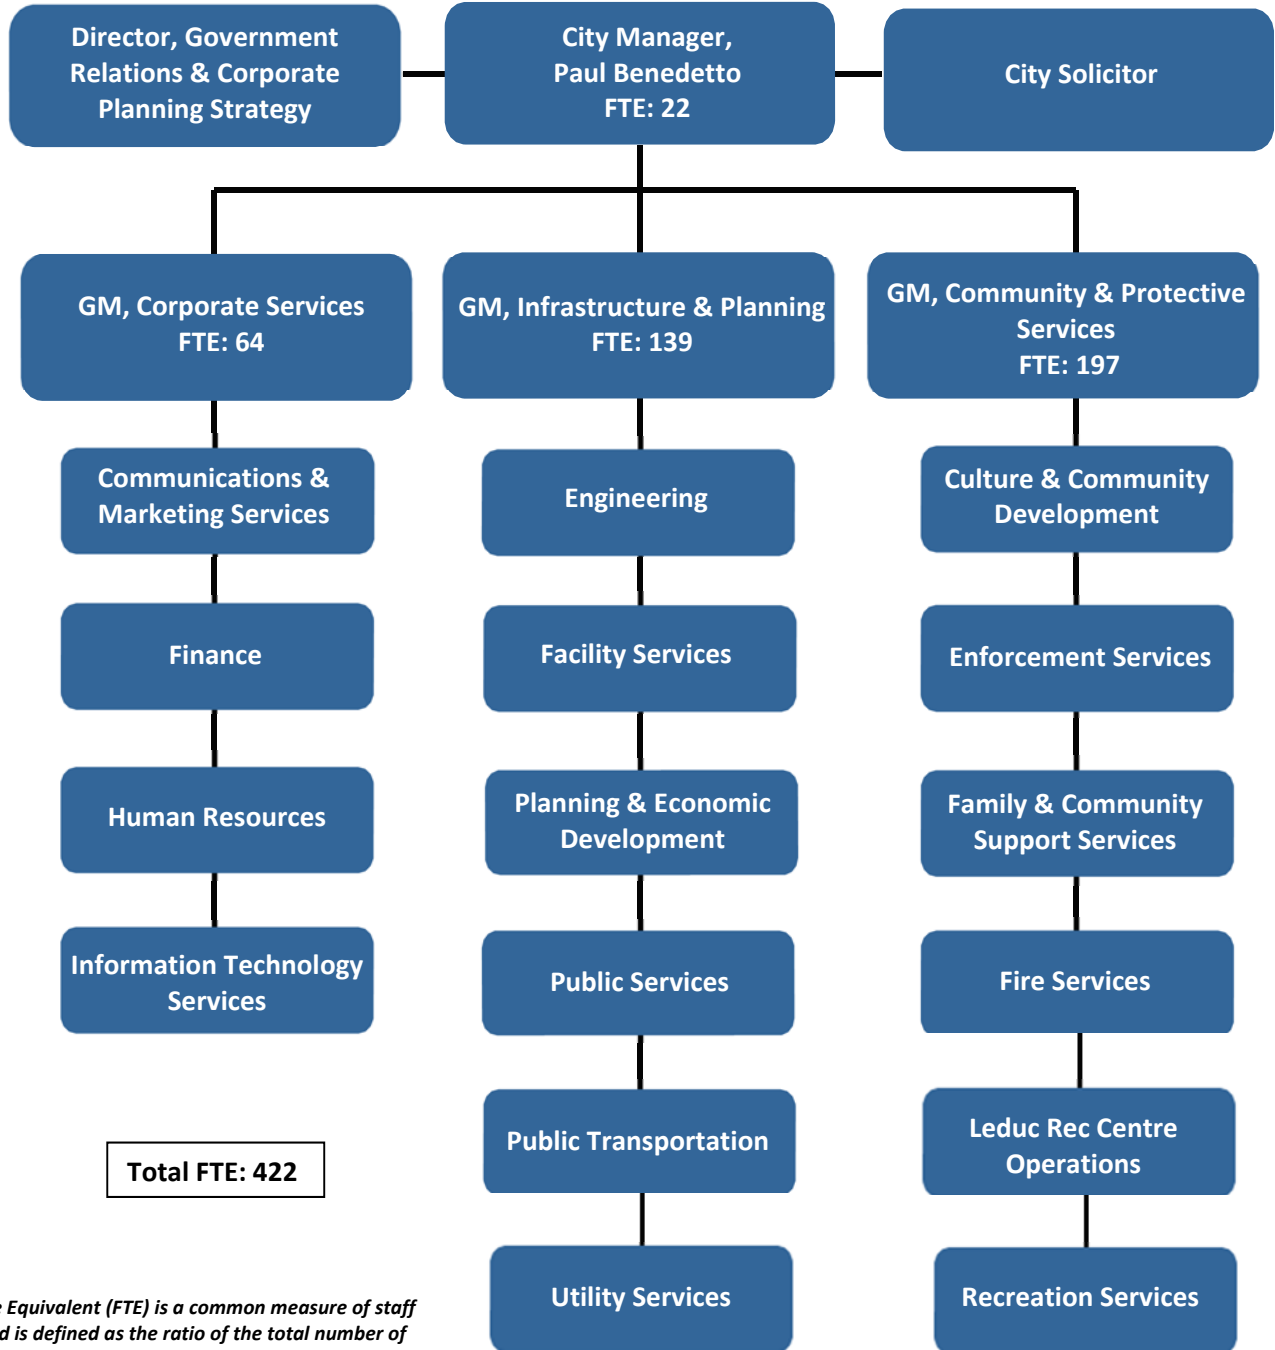 Director, Government
Relations & Corporate
Planning Strategy
City Manager,
Paul Benedetto
FTE: 22
City Solicitor
GM, Corporate Services
FTE: 64
GM, Infrastructure & Planning
FTE: 139
GM, Community & Protective
Services
FTE: 197
Communications &
Marketing Services
Finance
Human Resources
Information Technology
Services
Engineering
Facility Services
Planning & Economic
Development
Public Services
Public Transportation
Utility Services
Culture & Community
Development
Enforcement Services
Family & Community
Support Services
Fire Services
Leduc Rec Centre
Operations
Recreation Services
Total FTE: 422
e Equivalent (FTE) is a common measure of staff
d is defined as the ratio of the total number of